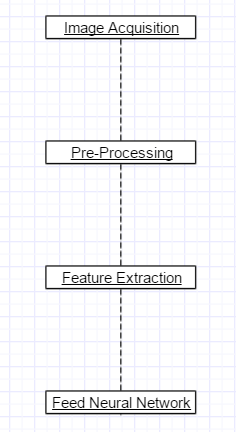 Image Acquisition
Pre-Processing
Feature Extraction
Feed Neural Network